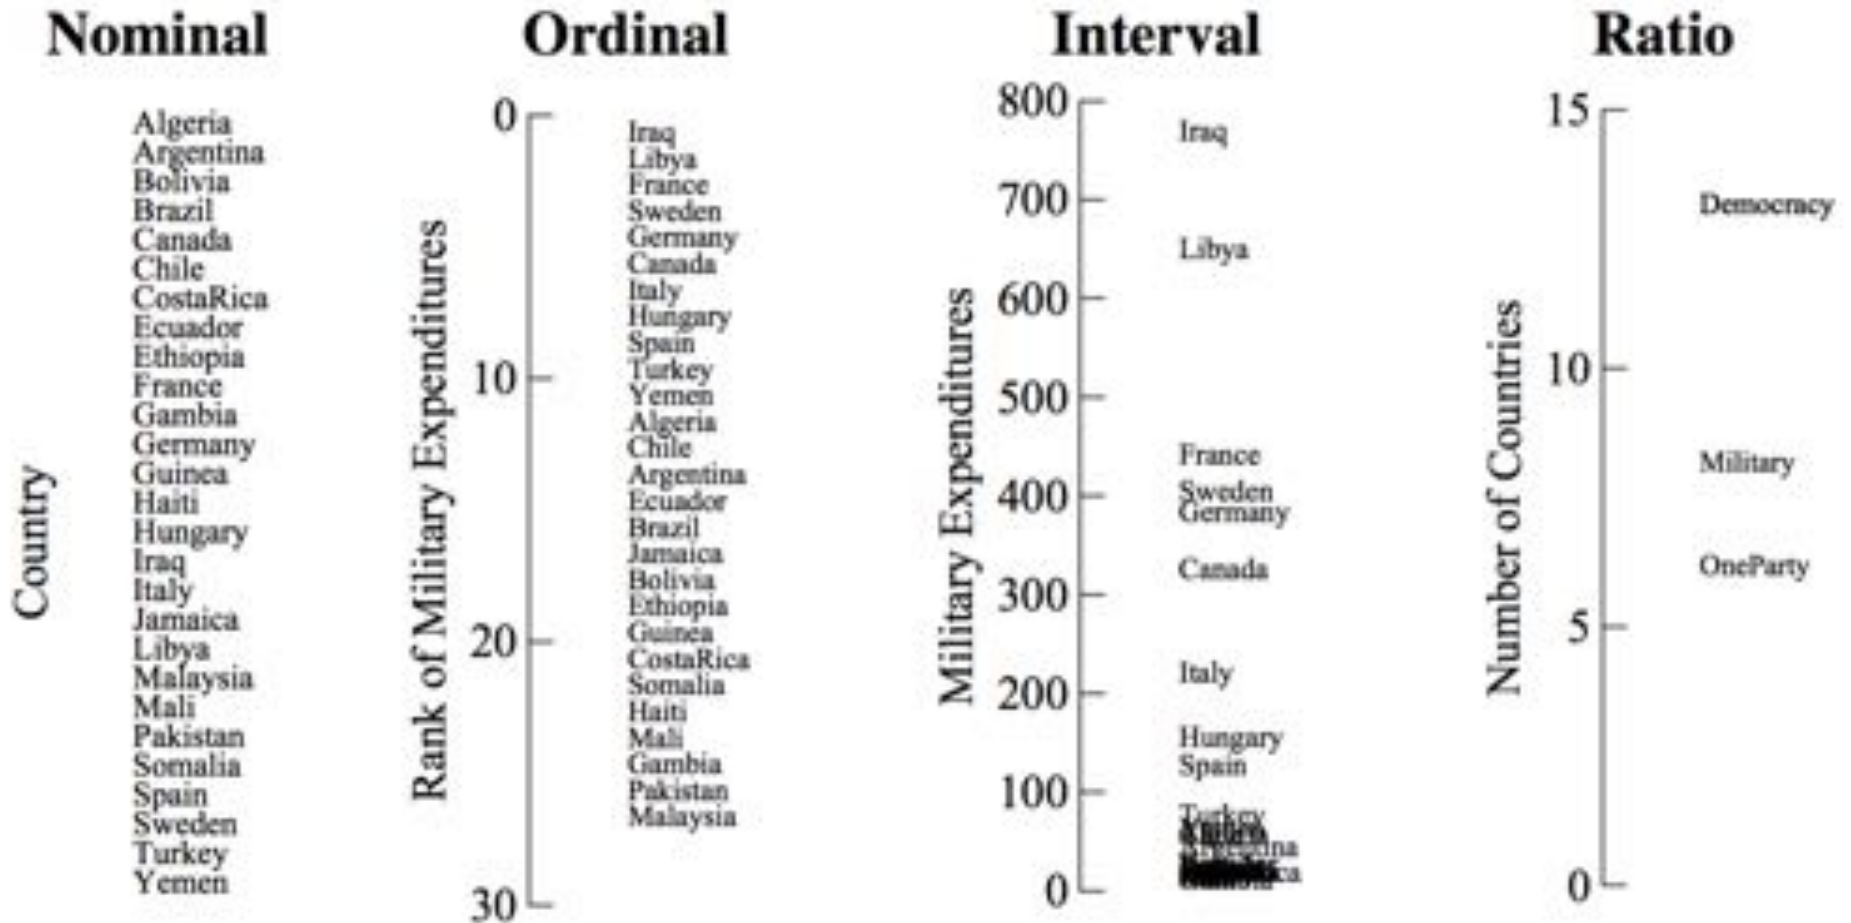 Nominal
Ordinal
Interval
Ratio
Country
Algeria
Argentina
Bolivia
Brazil
Canada
Chile
CostaRica
Ecuador
Ethiopia
France
Gambia
Germany
Guinea
Haiti
Hungary
Iraq
Italy
Jamaica
Libya
Malaysia
Mali
Pakistan
Somalia
Spain
Sweden
Turkey
Yemen
Rank of Military Expenditures
0
10
20
30
Iraq
Libya
France
Sweden
Germany
Canada
Italy
Hungary
Spain
Turkey
Yemen
Algeria
Chile
Argentina
Ecuador
Brazil
Jamaica
Bolivia
Ethiopia
Guinea
CostaRica
Somalia
Haiti
Mali
Gambia
Pakistan
Malaysia
Military Expenditures
800
700
600
500
400
300
200
100
0
Iraq
Libya
France
Sweden
Germany
Canada
Italy
Hungary
Spain
Turkey
Argentina
Number of Countries
15
10
5
0
Democracy
Military
OneParty